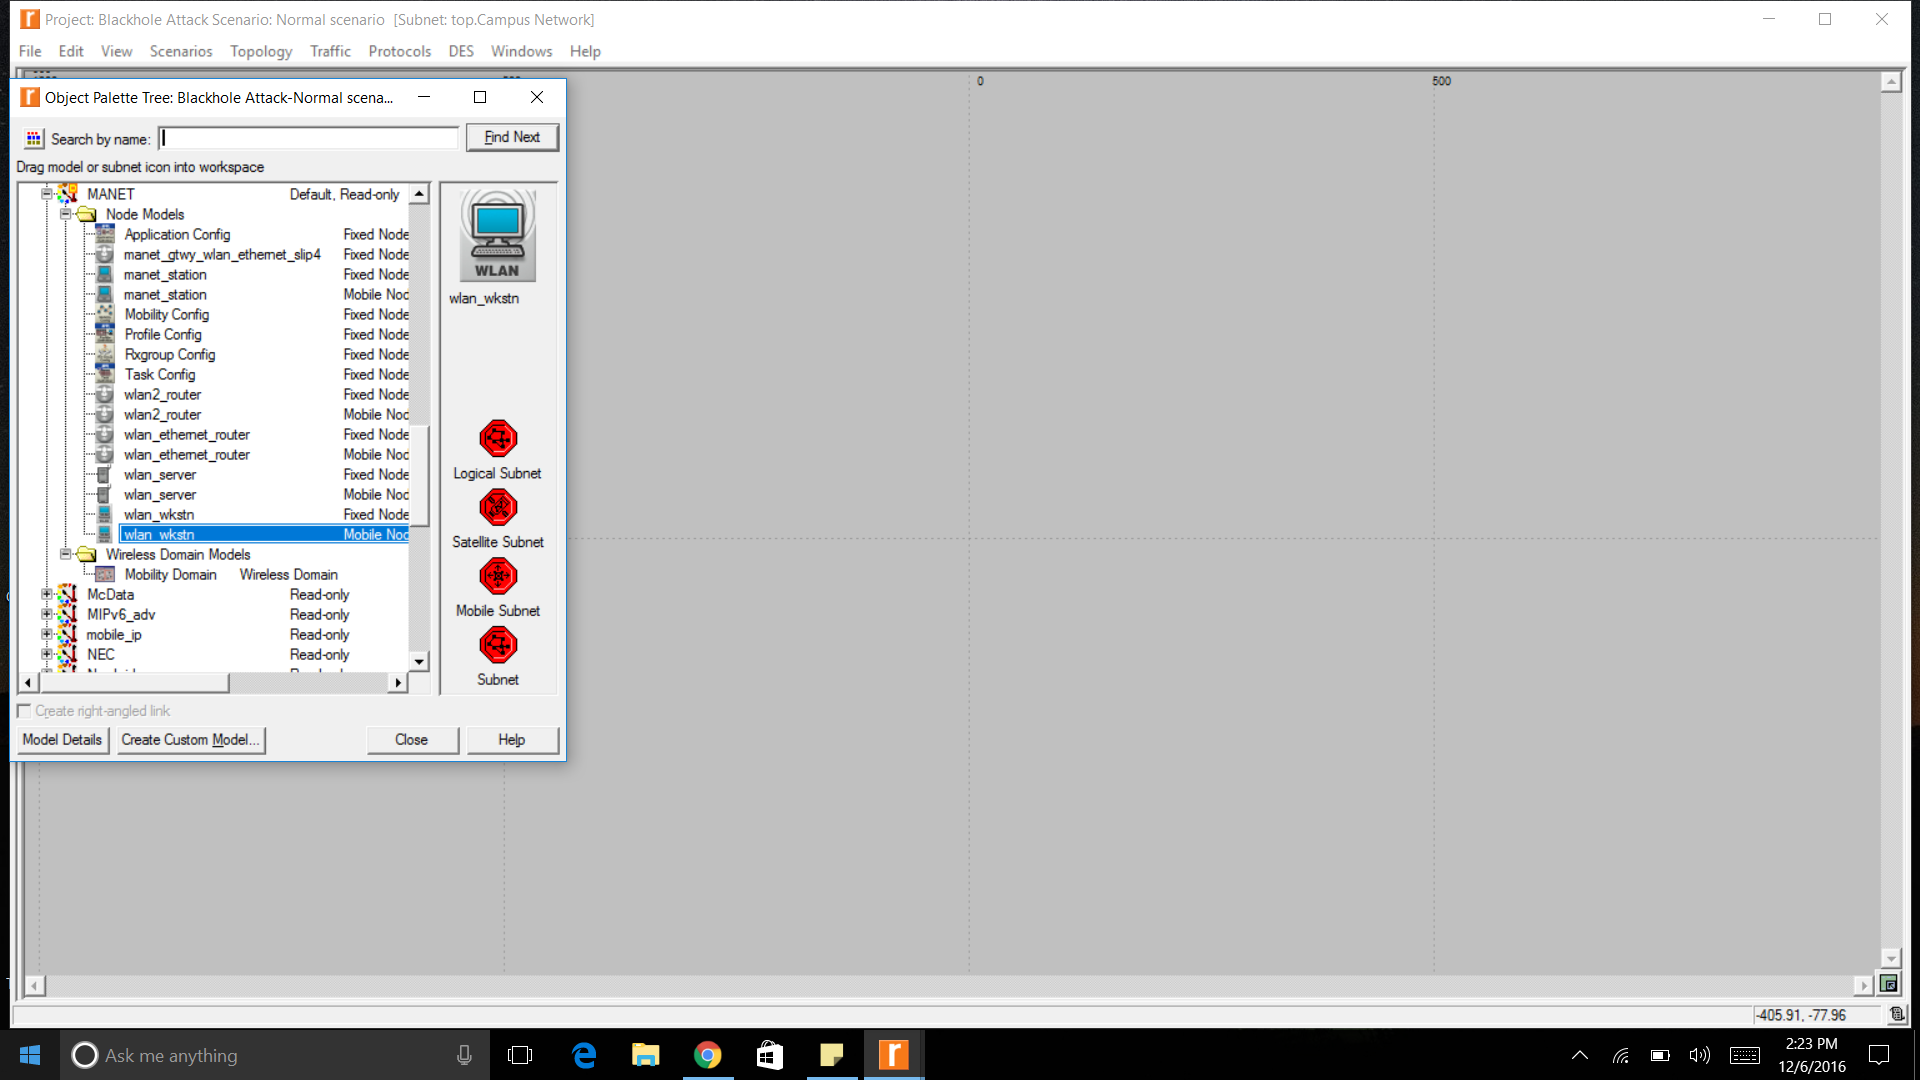 Project: Blackhole Attack Scenario: Normal scenario [Subnet: top.Campus Network]
File Edit View Scenarios Topology Traffic Protocols DES Windows Help
0 500
Object Palette Tree: Blackhole Attack-Normal scena...
Search by name: Find Next
Drag model or subnet icon into workspace
MANET Default, Read-only
Node Models
Application Config Fixed Node
manet_gtwy_wlan_ethernet_slip4 Fixed Node
manet_station Fixed Node
manet_station Mobile Noc
Mobility Config Fixed Node
Profile Config Fixed Node
Rxgroup Config Fixed Node
Task Config Fixed Node
wlan2_router Fixed Node
wlan2_router Mobile Noc
wlan_ethernet_router Fixed Node
wlan_ethernet_router Mobile Noc
wlan_server Fixed Node
wlan_server Mobile Noc
wlan_wkstn Fixed Node
wlan_wkstn Mobile Noc
Wireless Domain Models
Mobility Domain Wireless Domain
McData Read-only
MIPv6_adv Read-only
mobile_ip Read-only
NEC Read-only
WLAN
wlan_wkstn
Logical Subnet
Satellite Subnet
Mobile Subnet
Subnet
Create right-angled link
Model Details Create Custom Model... Close Help
-405.91, -77.96
Ask me anything
2:23 PM
12/6/2016